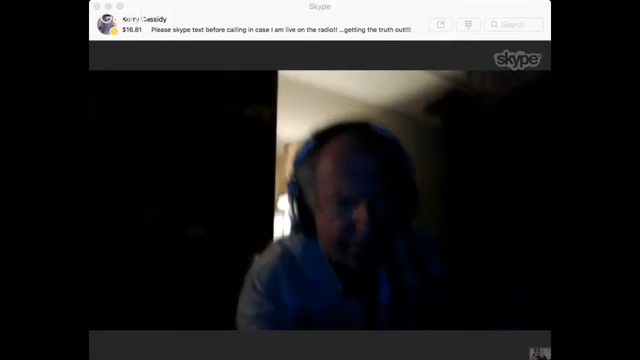 Skype
Kerry Cassidy
$16.81 Please skype text before calling in case I am live on the radio!! ...getting the truth out!!!
Search
skype